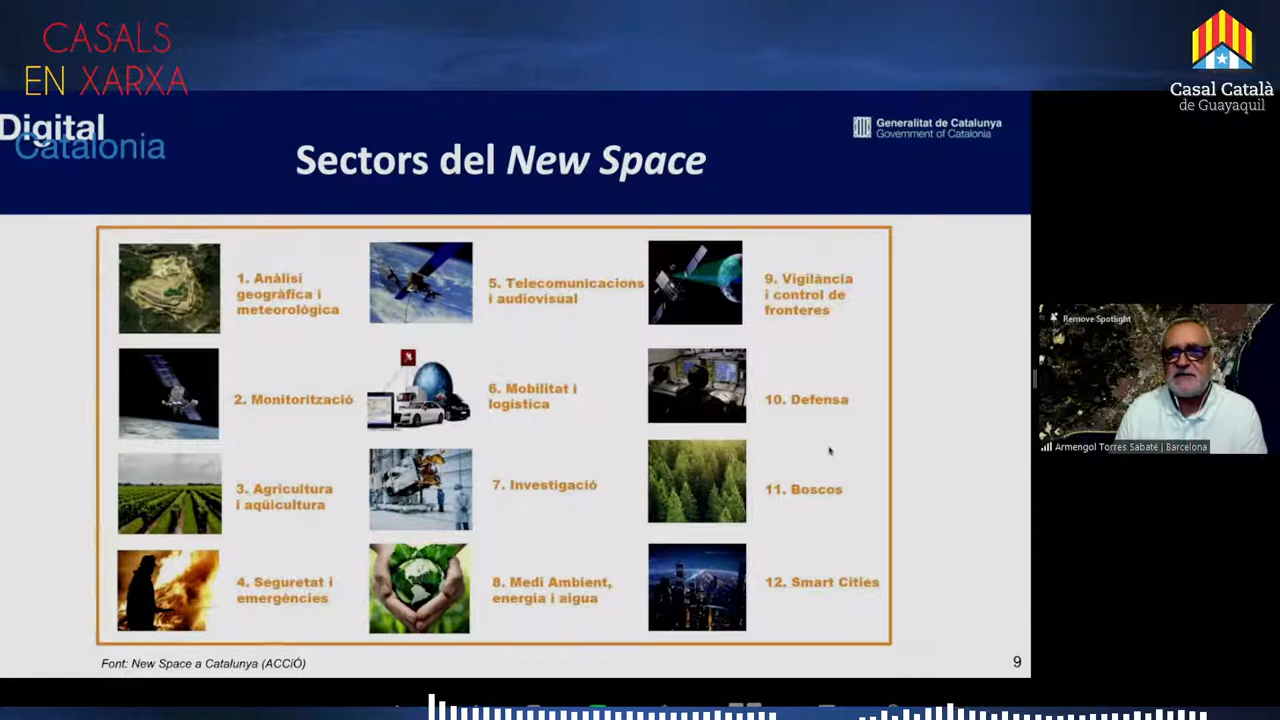 CASALS
EN XARXA
Casal Català
de Guayaquil
Digital
Catalonia
Generalitat de Catalunya
Government of Catalonia
Sectors del New Space
1. Anàlisi
geogràfica i
meteorològica
2. Monitorització
3. Agricultura
i aqüicultura
4. Seguretat i
emergències
5. Telecomunicacions
i audiovisual
6. Mobilitat i
logística
7. Investigació
8. Medi Ambient,
energia i aigua
9. Vigilància
i control de
fronteres
10. Defensa
11. Boscos
12. Smart Cities
Font: New Space a Catalunya (ACCIÓ)
9
Remove Spotlight
Armengol Torres Sabaté | Barcelona